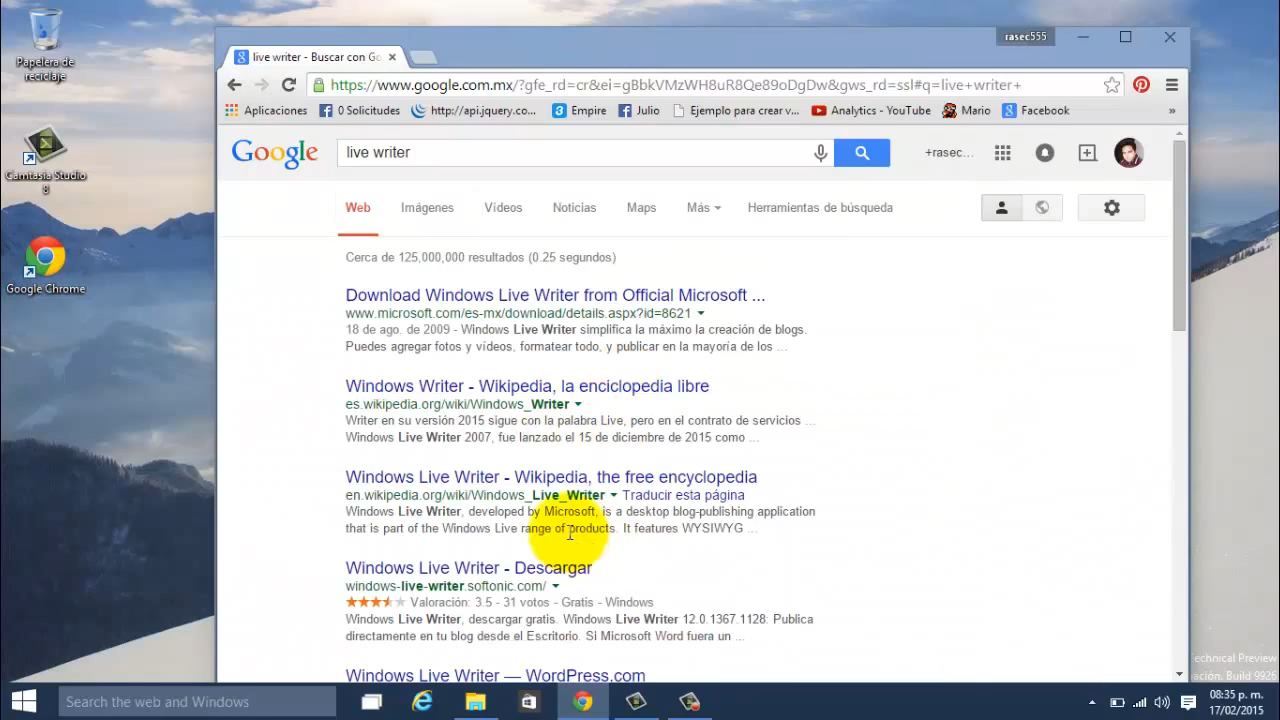 Papelera de
reciclaje
Camtasia Studio
8
Google Chrome
rasec555
live writer - Buscar con Go
https://www.google.com.mx/?gfe_rd=cr&ei=gBbkVMzWH8uR8Qe89oDgDw&gws_rd=ssl#q=live+writer+
Aplicaciones
0 Solicitudes
http://api.jquery.co...
Empire
Julio
Ejemplo para crear v...
Analytics - YouTube
Mario
Facebook
»
Google
live writer
+rasec...
Web
Imágenes
Vídeos
Noticias
Maps
Más
Herramientas de búsqueda
Cerca de 125,000,000 resultados (0.25 segundos)
Download Windows Live Writer from Official Microsoft ...
www.microsoft.com/es-mx/download/details.aspx?id=8621
18 de ago. de 2009 - Windows Live Writer simplifica la máximo la creación de blogs.
Puedes agregar fotos y vídeos, formatear todo, y publicar en la mayoría de los ...
Windows Writer - Wikipedia, la enciclopedia libre
es.wikipedia.org/wiki/Windows_Writer
Writer en su versión 2015 sigue con la palabra Live, pero en el contrato de servicios ...
Windows Live Writer 2007, fue lanzado el 15 de diciembre de 2015 como ...
Windows Live Writer - Wikipedia, the free encyclopedia
en.wikipedia.org/wiki/Windows_Live_Writer Traducir esta página
Windows Live Writer, developed by Microsoft, is a desktop blog-publishing application
that is part of the Windows Live range of products. It features WYSIWYG ...
Windows Live Writer - Descargar
windows-live-writer.softonic.com/
Valoración: 3.5 - 31 votos - Gratis - Windows
Windows Live Writer, descargar gratis. Windows Live Writer 12.0.1367.1128: Publica
directamente en tu blog desde el Escritorio. Si Microsoft Word fuera un ...
Windows Live Writer — WordPress.com
Technical Preview
Build 9926
Search the web and Windows
08:35 p. m.
17/02/2015